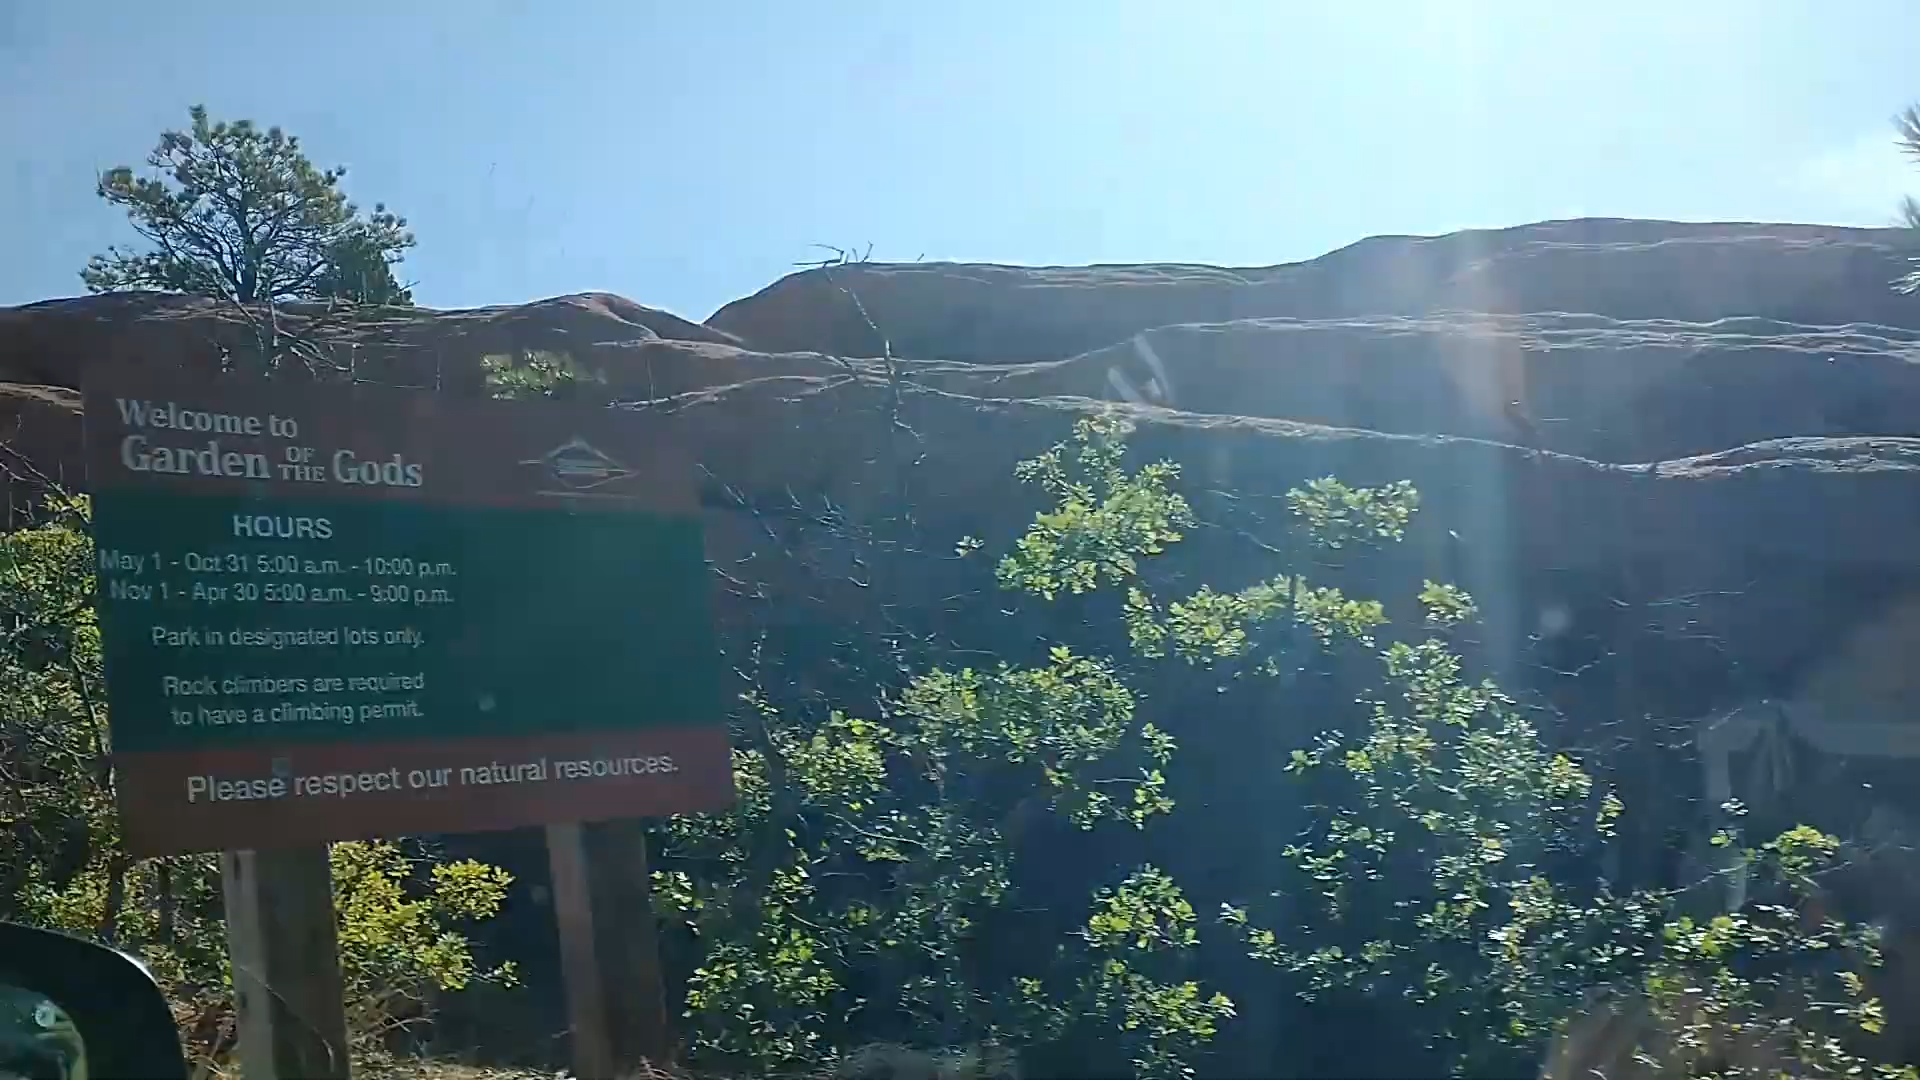 Welcome to
Garden OF THE Gods
HOURS
May 1 - Oct 31 5:00 a.m. - 10:00 p.m.
Nov 1 - Apr 30 5:00 a.m. - 9:00 p.m.
Park in designated lots only.
Rock climbers are required
to have a climbing permit.
Please respect our natural resources.